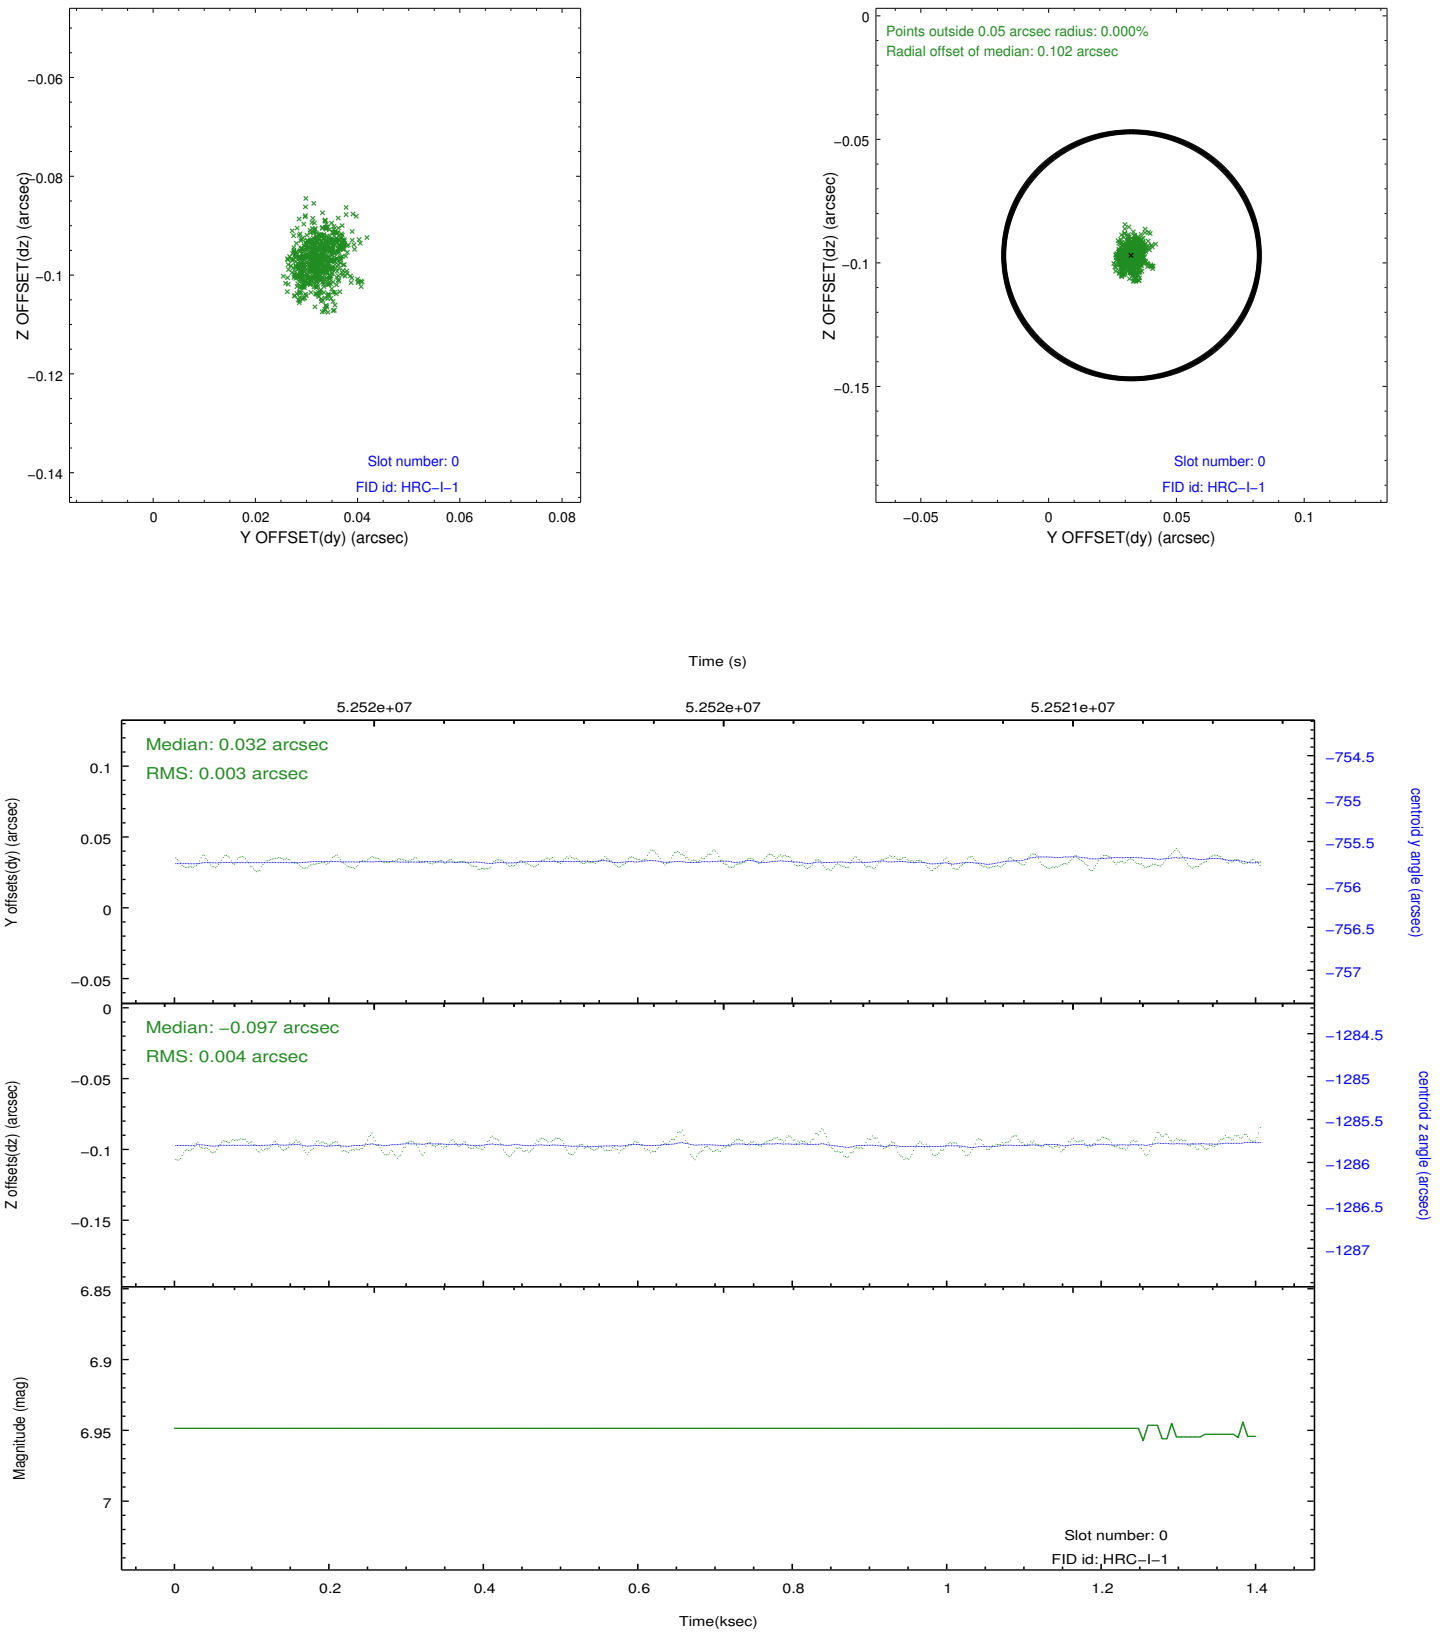 −0.06
−0.08
−0.1
−0.12
−0.14
Z OFFSET(dz) (arcsec)
Slot number: 0
FID id: HRC−I−1
0 0.02 0.04 0.06 0.08
Y OFFSET(dy) (arcsec)
Points outside 0.05 arcsec radius: 0.000%
Radial offset of median: 0.102 arcsec
0
−0.05
−0.1
−0.15
Z OFFSET(dz) (arcsec)
Slot number: 0
FID id: HRC−I−1
−0.05 0 0.05 0.1
Y OFFSET(dy) (arcsec)
Time (s)
5.252e+07 5.252e+07 5.2521e+07
Median: 0.032 arcsec
RMS: 0.003 arcsec
0.1
0.05
0
−0.05
Y offsets(dy) (arcsec)
−754.5
−755
−755.5
−756
−756.5
−757
centroid y angle (arcsec)
Median: −0.097 arcsec
RMS: 0.004 arcsec
0
−0.05
−0.1
−0.15
Z offsets(dz) (arcsec)
−1284.5
−1285
−1285.5
−1286
−1286.5
−1287
centroid z angle (arcsec)
6.85
6.9
6.95
7
Magnitude (mag)
Slot number: 0
FID id: HRC−I−1
0 0.2 0.4 0.6 0.8 1 1.2 1.4
Time(ksec)